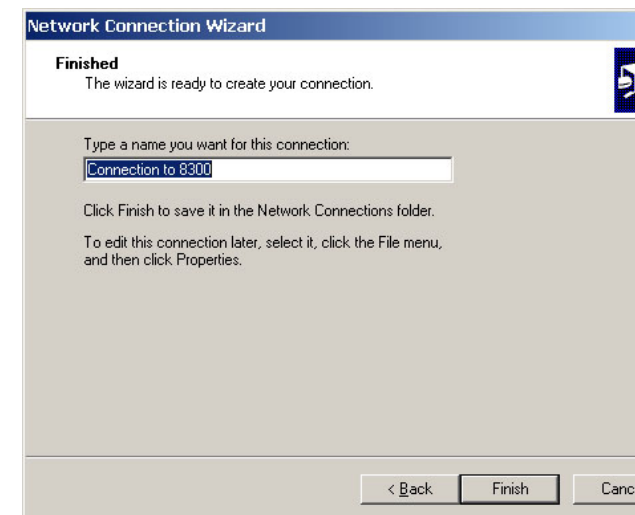 Network Connection Wizard
Finished
The wizard is ready to create your connection.
Type a name you want for this connection:
Connection to 8300
Click Finish to save it in the Network Connections folder.
To edit this connection later, select it, click the File menu,
and then click Properties.
< Back Finish Canc